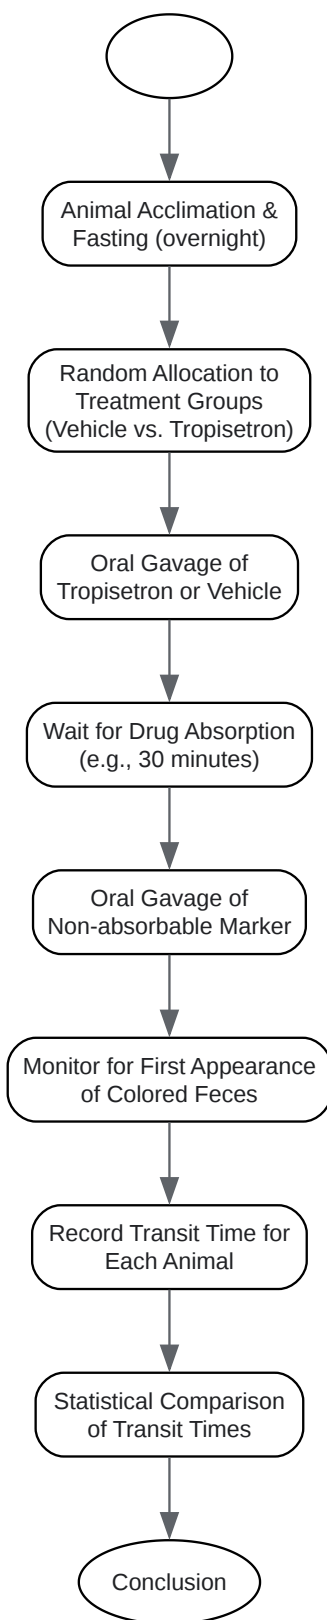 Animal Acclimation &
Fasting (overnight)
Random Allocation to
Treatment Groups
(Vehicle vs. Tropisetron)
Oral Gavage of
Tropisetron or Vehicle
Wait for Drug Absorption
(e.g., 30 minutes)
Oral Gavage of
Non-absorbable Marker
Monitor for First Appearance
of Colored Feces
Record Transit Time for
Each Animal
Statistical Comparison
of Transit Times
Conclusion